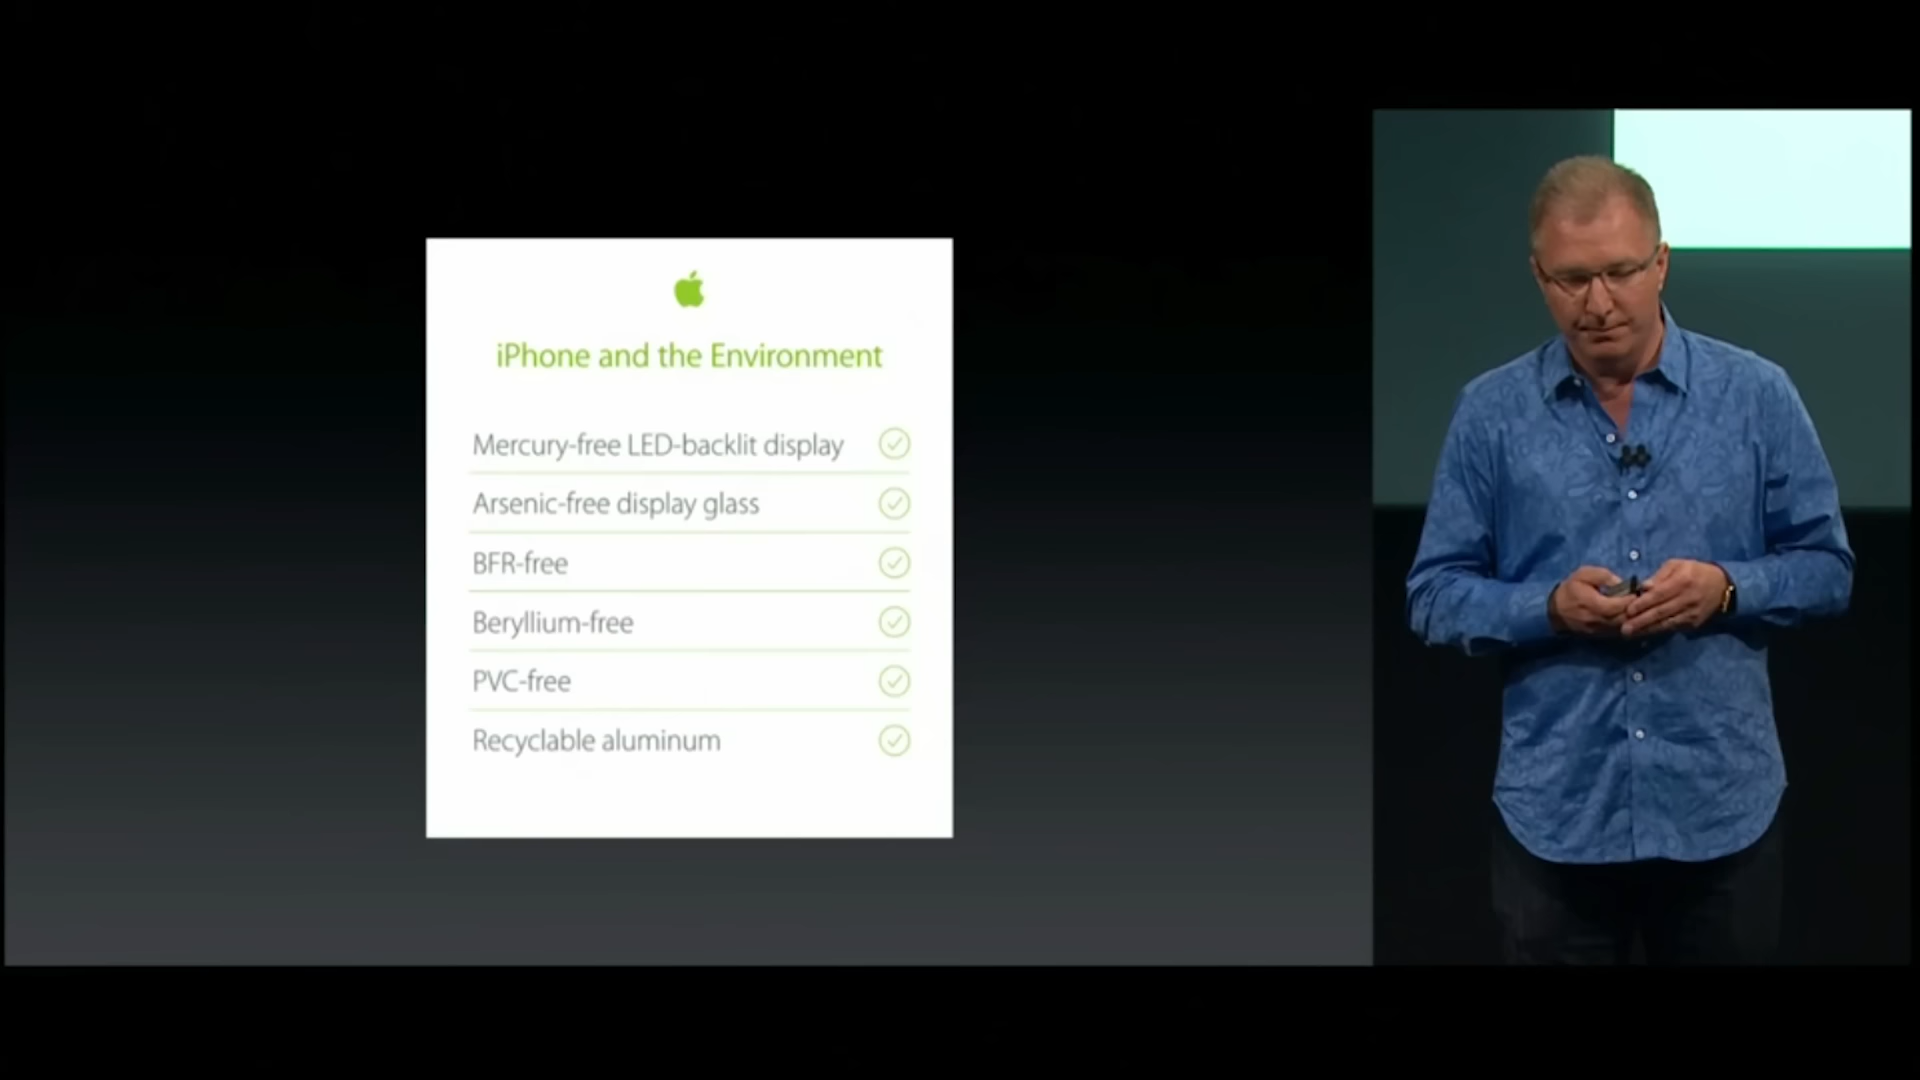 iPhone and the Environment
Mercury-free LED-backlit display
Arsenic-free display glass
BFR-free
Beryllium-free
PVC-free
Recyclable aluminum